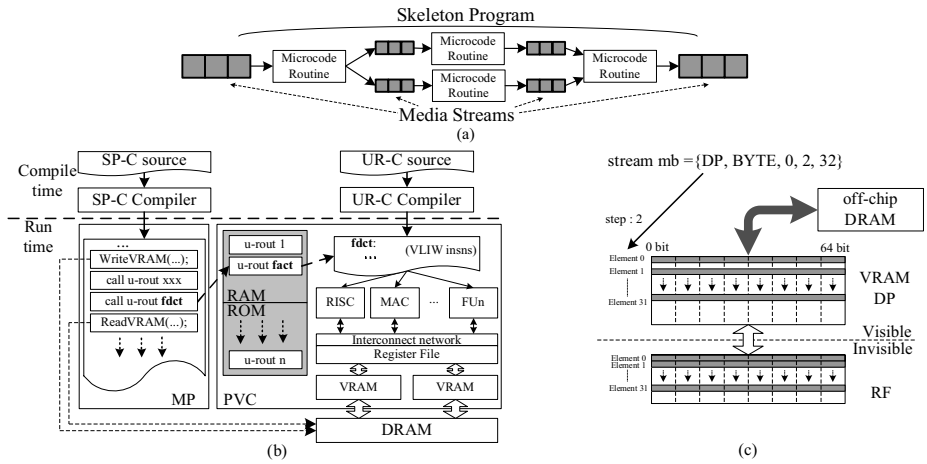 Skeleton Program
Microcode Routine
Microcode Routine
Microcode Routine
Microcode Routine
Media Streams
(a)
SP-C source
UR-C source
Compile time
SP-C Compiler
UR-C Compiler
Run time
...
WriteVRAM(...);
call u-rout xxx
call u-rout fdct
ReadVRAM(...);
MP
u-rout 1
u-rout fact
RAM
ROM
u-rout n
PVC
fdct:
...
(VLIW insns)
RISC
MAC
...
FUn
Interconnect network
Register File
VRAM
VRAM
DRAM
(b)
stream mb ={DP, BYTE, 0, 2, 32}
step : 2
off-chip DRAM
0 bit
64 bit
Element 0
Element 1
Element 31
VRAM
DP
Visible
Invisible
Element 0
Element 1
Element 31
RF
(c)